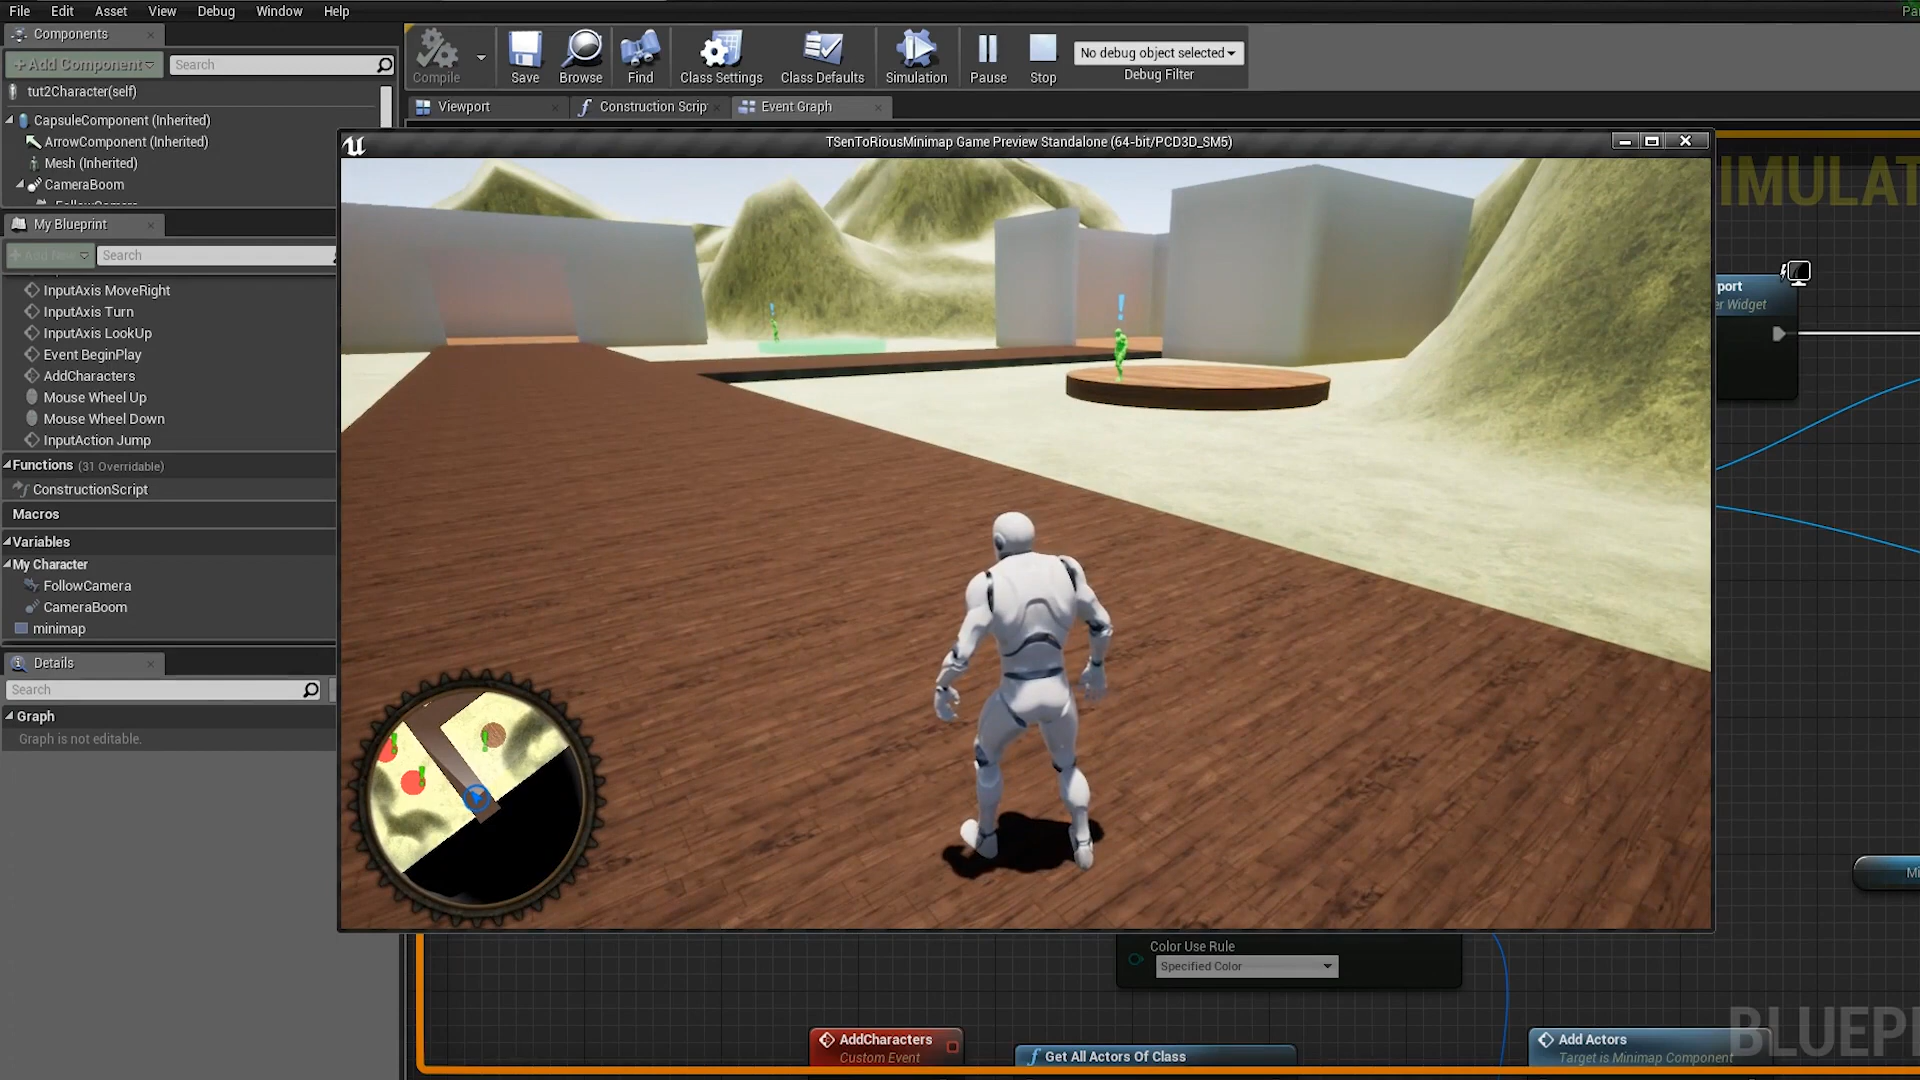 File Edit Asset View Debug Window Help
Components
+Add Component
Search
tut2Character(self)
CapsuleComponent (Inherited)
ArrowComponent (Inherited)
Mesh (Inherited)
CameraBoom
FollowCamera
Compile
Save
Browse
Find
Class Settings
Class Defaults
Simulation
Pause
Stop
No debug object selected
Debug Filter
Viewport
Construction Scrip
Event Graph
TSenToRiousMinimap Game Preview Standalone (64-bit/PCD3D_SM5)
IMULAT
port
er Widget
My Blueprint
+Add New
Search
InputAxis MoveRight
InputAxis Turn
InputAxis LookUp
Event BeginPlay
AddCharacters
Mouse Wheel Up
Mouse Wheel Down
InputAction Jump
Functions (31 Overridable)
ConstructionScript
Macros
Variables
My Character
FollowCamera
CameraBoom
minimap
Details
Search
Graph
Graph is not editable.
Mi
Color Use Rule
Specified Color
AddCharacters
Custom Event
Get All Actors Of Class
Add Actors
Target is Minimap Component
BLUEP